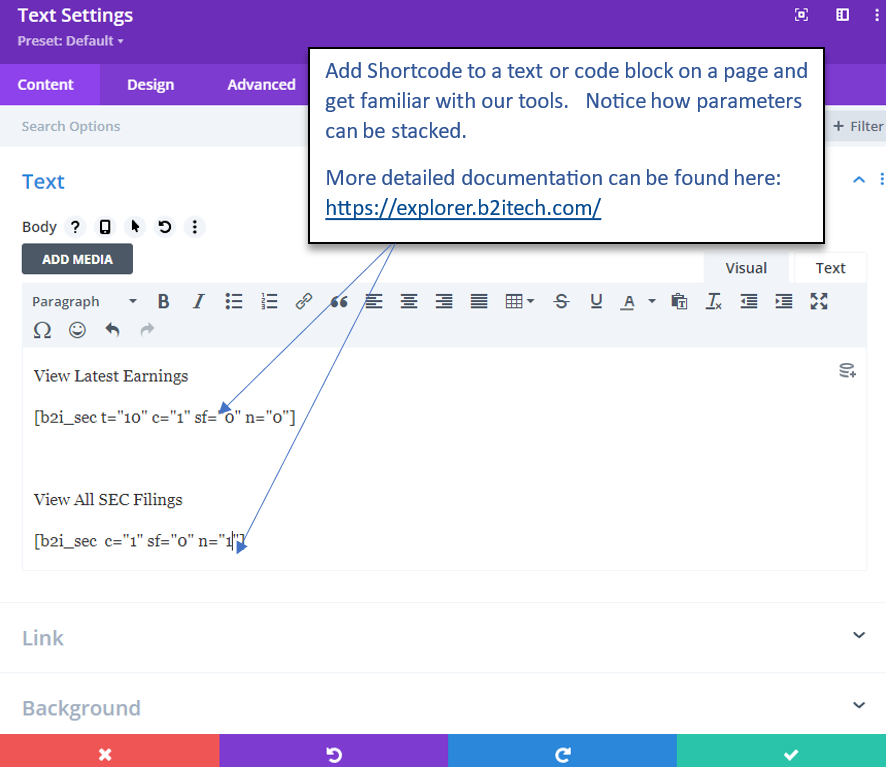 Text Settings
Preset: Default
Content Design Advanced
Add Shortcode to a text or code block on a page and
get familiar with our tools. Notice how parameters
can be stacked.
More detailed documentation can be found here:
https://explorer.b2itech.com/
Search Options
+ Filter
Text
Body ?
ADD MEDIA
Visual Text
Paragraph B I U A
View Latest Earnings
[b2i_sec t="10" c="1" sf="0" n="0"]
View All SEC Filings
[b2i_sec  c="1" sf="0" n="1"]
Link
Background